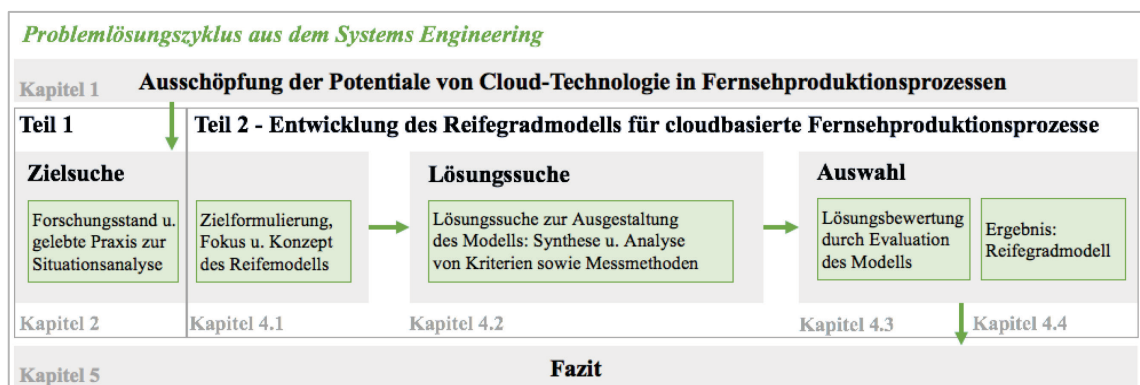 Problemlösungszyklus aus dem Systems Engineering
Kapitel 1
Ausschöpfung der Potentiale von Cloud-Technologie in Fernsehproduktionsprozessen
Teil 1
Teil 2 - Entwicklung des Reifegradmodells für cloudbasierte Fernsehproduktionsprozesse
Zielsuche
Forschungsstand u.
gelebte Praxis zur
Situationsanalyse
Zielformulierung,
Fokus u. Konzept
des Reifemodells
Lösungssuche
Lösungssuche zur Ausgestaltung
des Modells: Synthese u. Analyse
von Kriterien sowie Messmethoden
Auswahl
Lösungsbewertung
durch Evaluation
des Modells
Ergebnis:
Reifegradmodell
Kapitel 2
Kapitel 4.1
Kapitel 4.2
Kapitel 4.3
Kapitel 4.4
Kapitel 5
Fazit